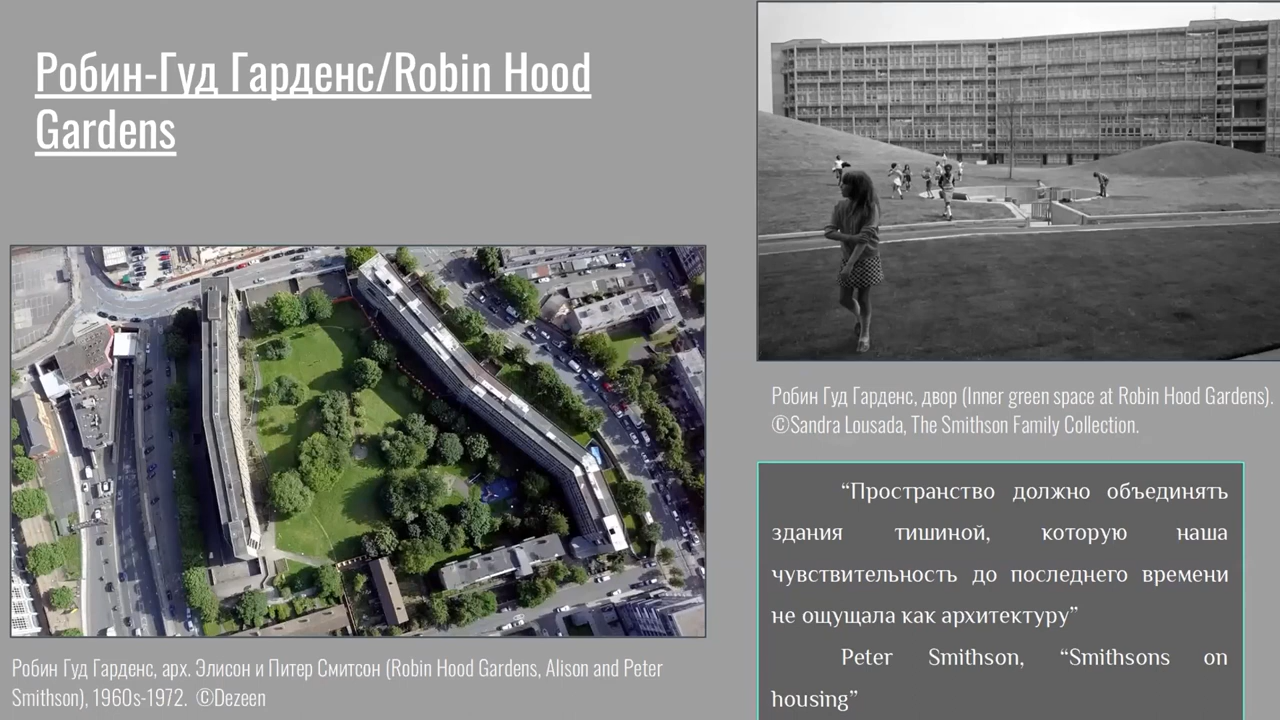 Робин-Гуд Гарденс/Robin Hood
Gardens
Робин Гуд Гарденс, арх. Элисон и Питер Смитсон (Robin Hood Gardens, Alison and Peter
Smithson), 1960s-1972. ©Dezeen
Робин Гуд Гарденс, двор (Inner green space at Robin Hood Gardens).
©Sandra Lousada, The Smithson Family Collection.
“Пространство должно объединять
здания тишиной, которую наша
чувствительность до последнего времени
не ощущала как архитектуру”
Peter Smithson, “Smithsons on
housing”